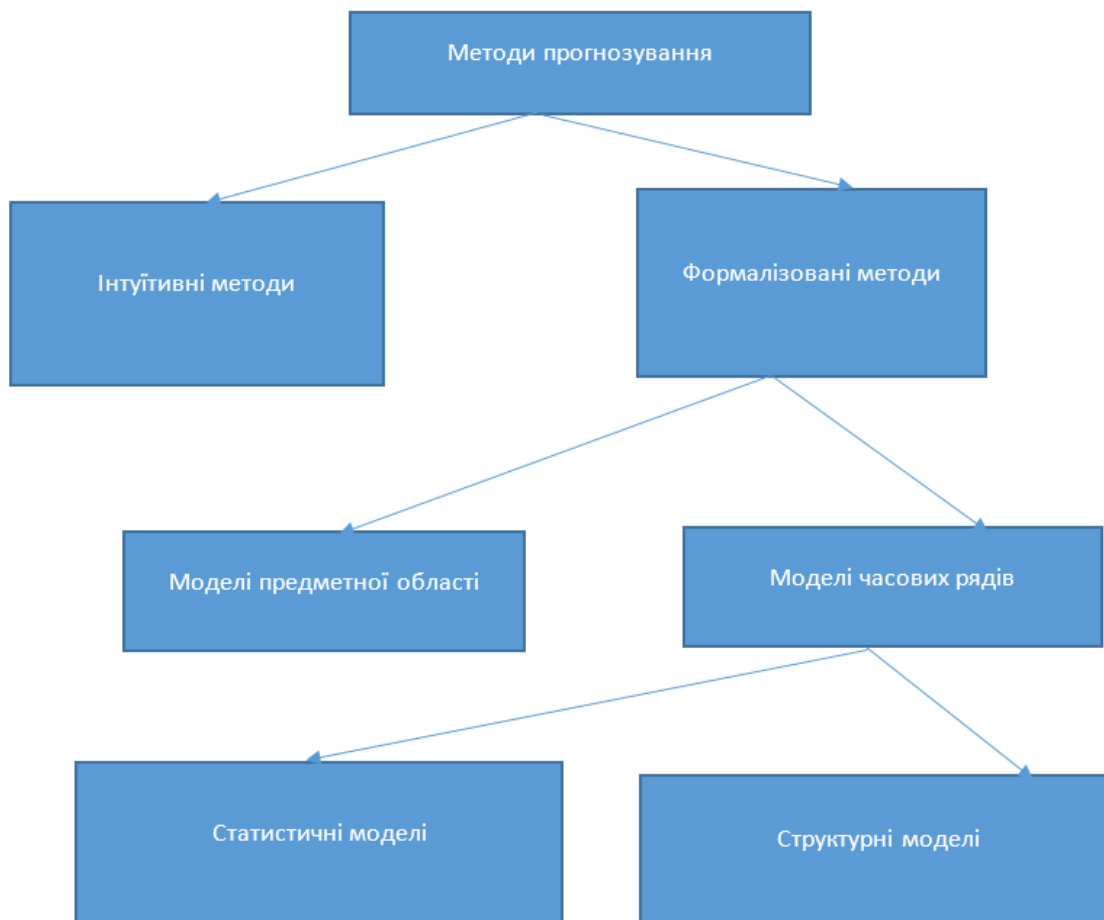 Методи прогнозування
Інтуїтивні методи
Формалізовані методи
Моделі предметної області
Моделі часових рядів
Статистичні моделі
Структурні моделі